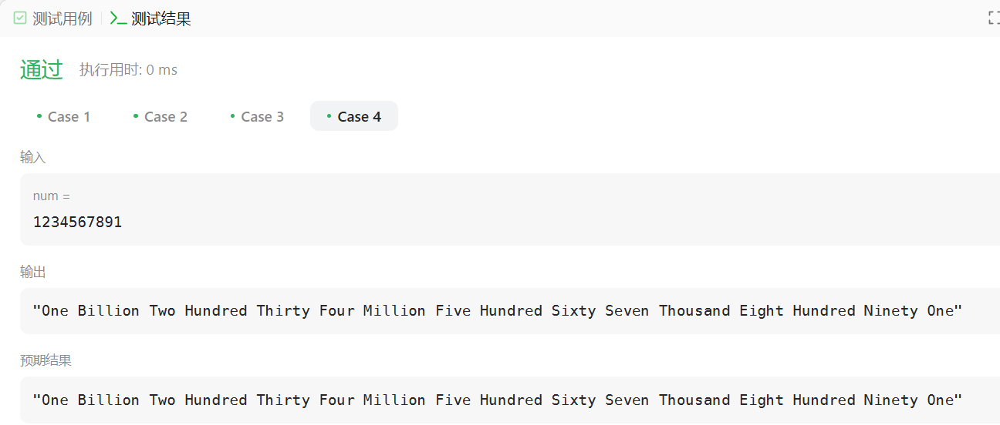 测试用例 测试结果
通过 执行用时: 0 ms
Case 1 Case 2 Case 3 Case 4
输入
num =
1234567891
输出
"One Billion Two Hundred Thirty Four Million Five Hundred Sixty Seven Thousand Eight Hundred Ninety One"
预期结果
"One Billion Two Hundred Thirty Four Million Five Hundred Sixty Seven Thousand Eight Hundred Ninety One"